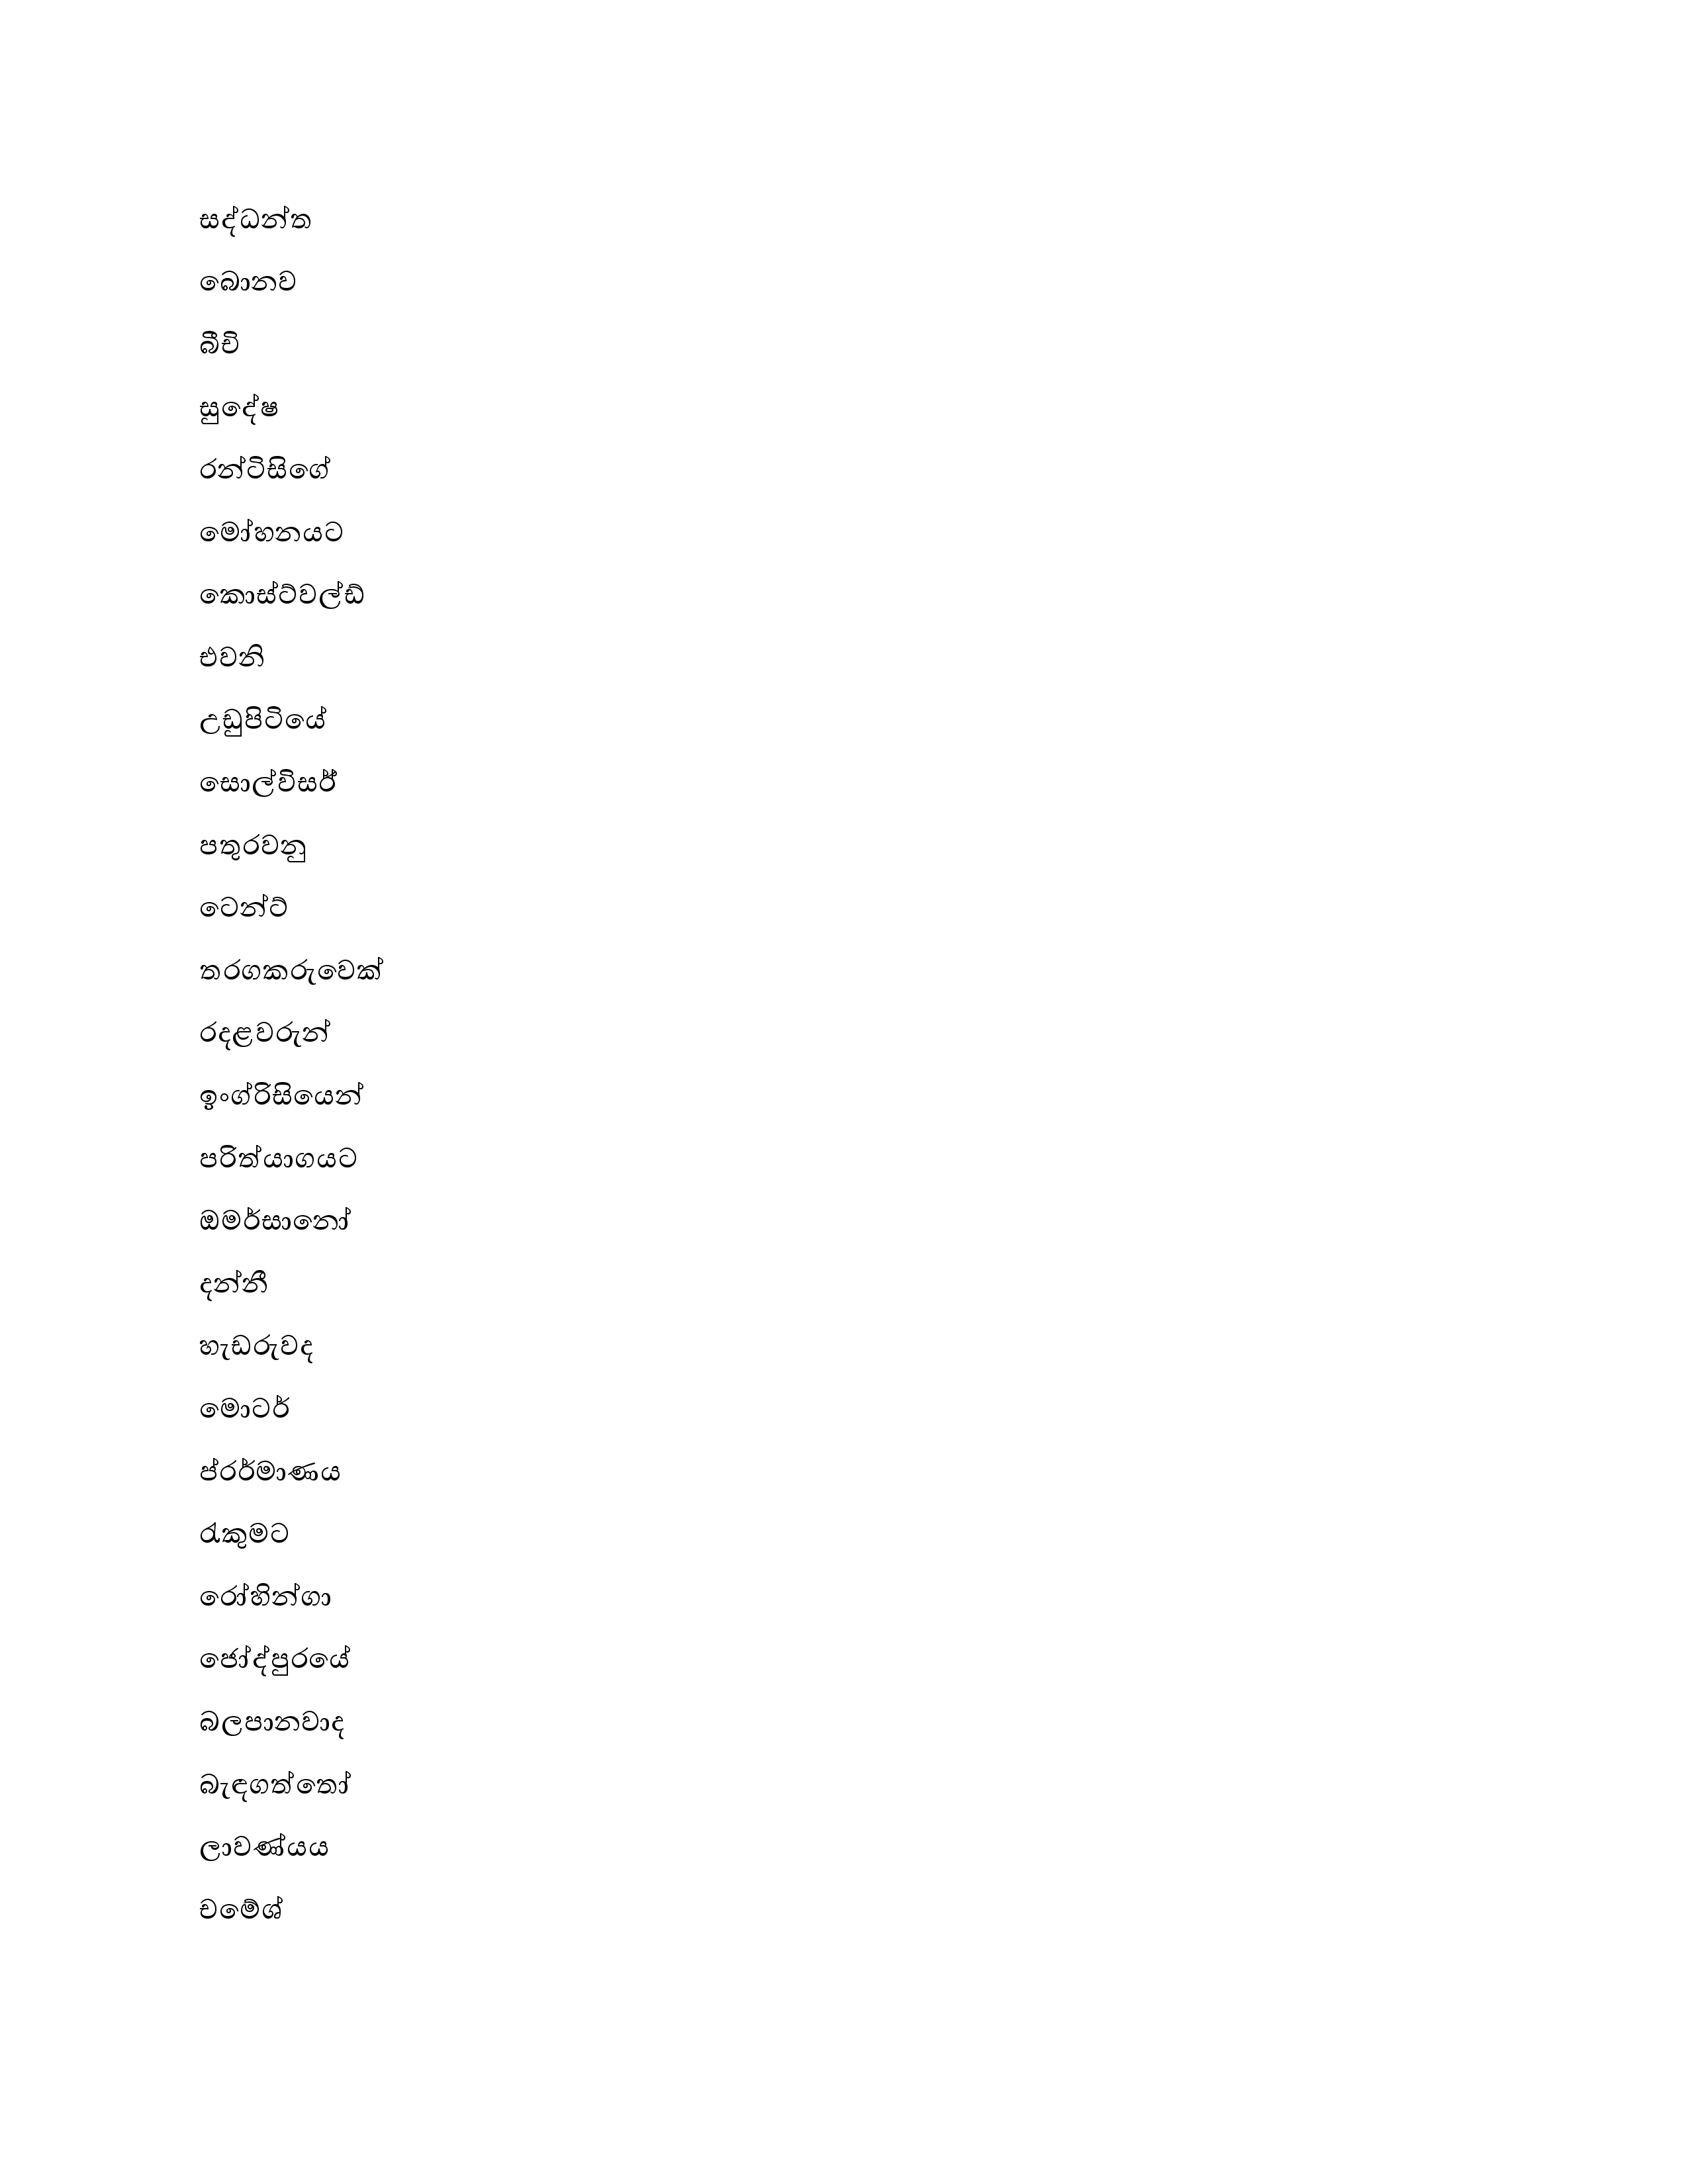 සද්ධන්ත
බොනව
බීචි
සුදේෂ
රන්ටිසිගේ
මෝහනයට
කොස්ට්වල්ඩ්
එවනි
උඩුපිටියේ
සොල්විසර්
පතුරවනු
ටෙන්ට්
තරගකරුවෙක්
රදළවරුන්
ඉංග්රිසියෙන්
පරිත්යාගයට
ඔමර්සානෝ
දන්නී
හැඩරුවද
මොටර්
ප්රර්මාණය
රැකුමට
රෝහින්ගා
ජෝද්පුරයේ
බලපානවාද
බැඳගත්තෝ
ලාවණ්යය
චමේශ්